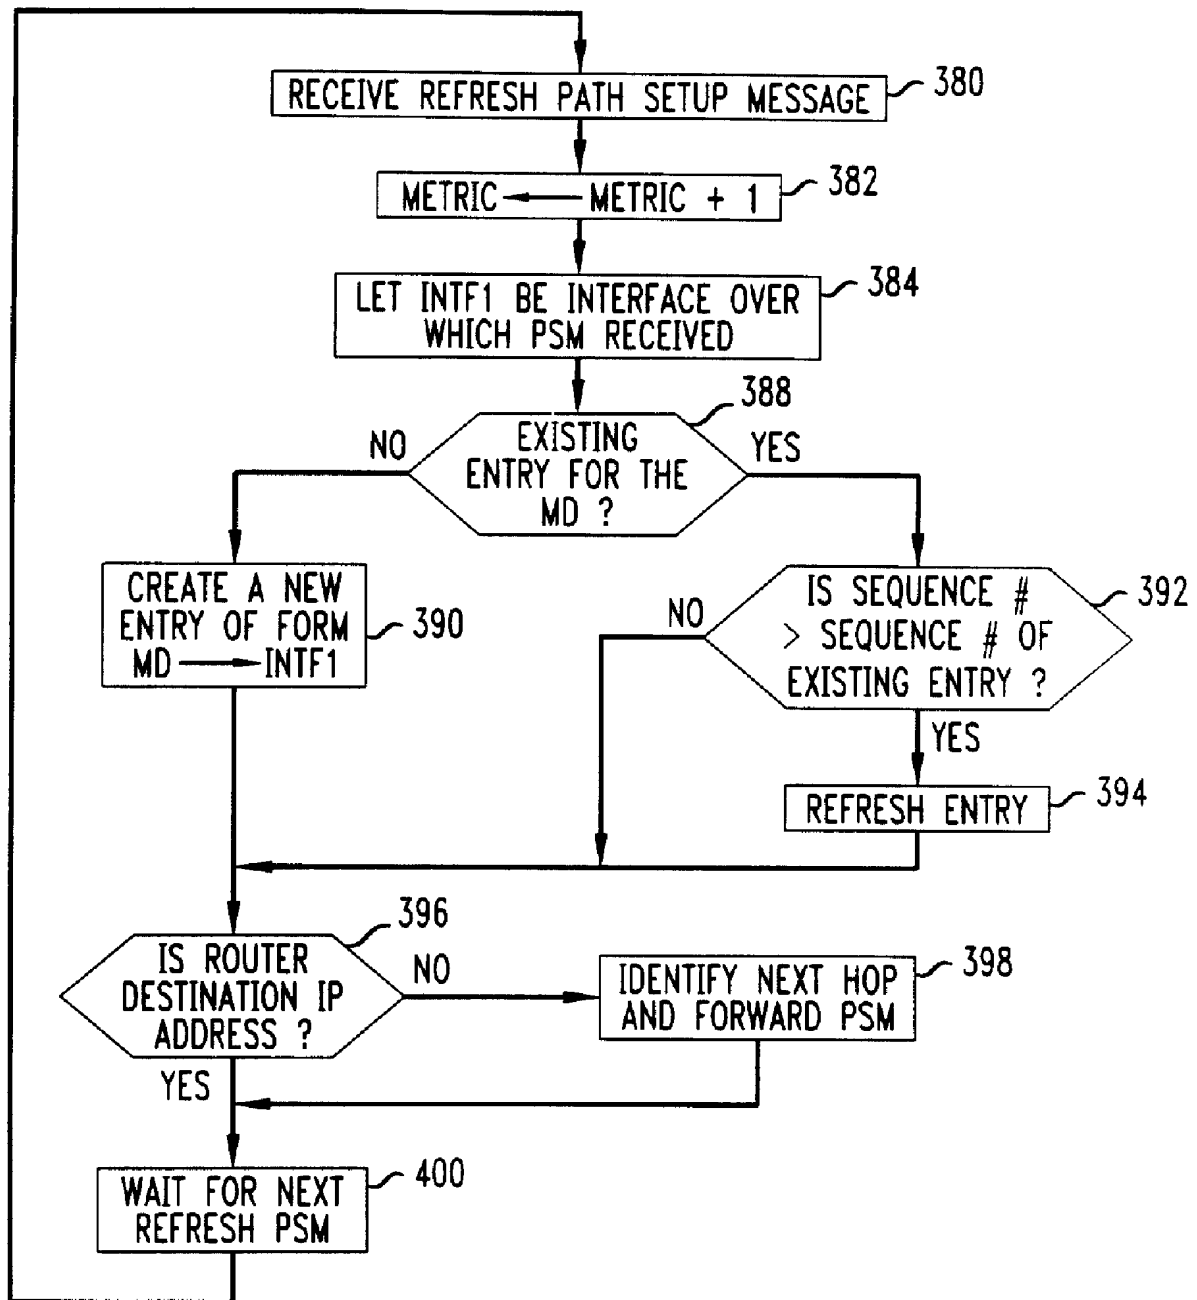 RECEIVE REFRESH PATH SETUP MESSAGE
380
METRIC ← METRIC + 1
382
LET INTF1 BE INTERFACE OVER
WHICH PSM RECEIVED
384
388
EXISTING
ENTRY FOR THE
MD ?
NO
YES
CREATE A NEW
ENTRY OF FORM
MD → INTF1
390
IS SEQUENCE #
> SEQUENCE # OF
EXISTING ENTRY ?
392
NO
YES
REFRESH ENTRY
394
396
IS ROUTER
DESTINATION IP
ADDRESS ?
NO
IDENTIFY NEXT HOP
AND FORWARD PSM
398
YES
WAIT FOR NEXT
REFRESH PSM
400